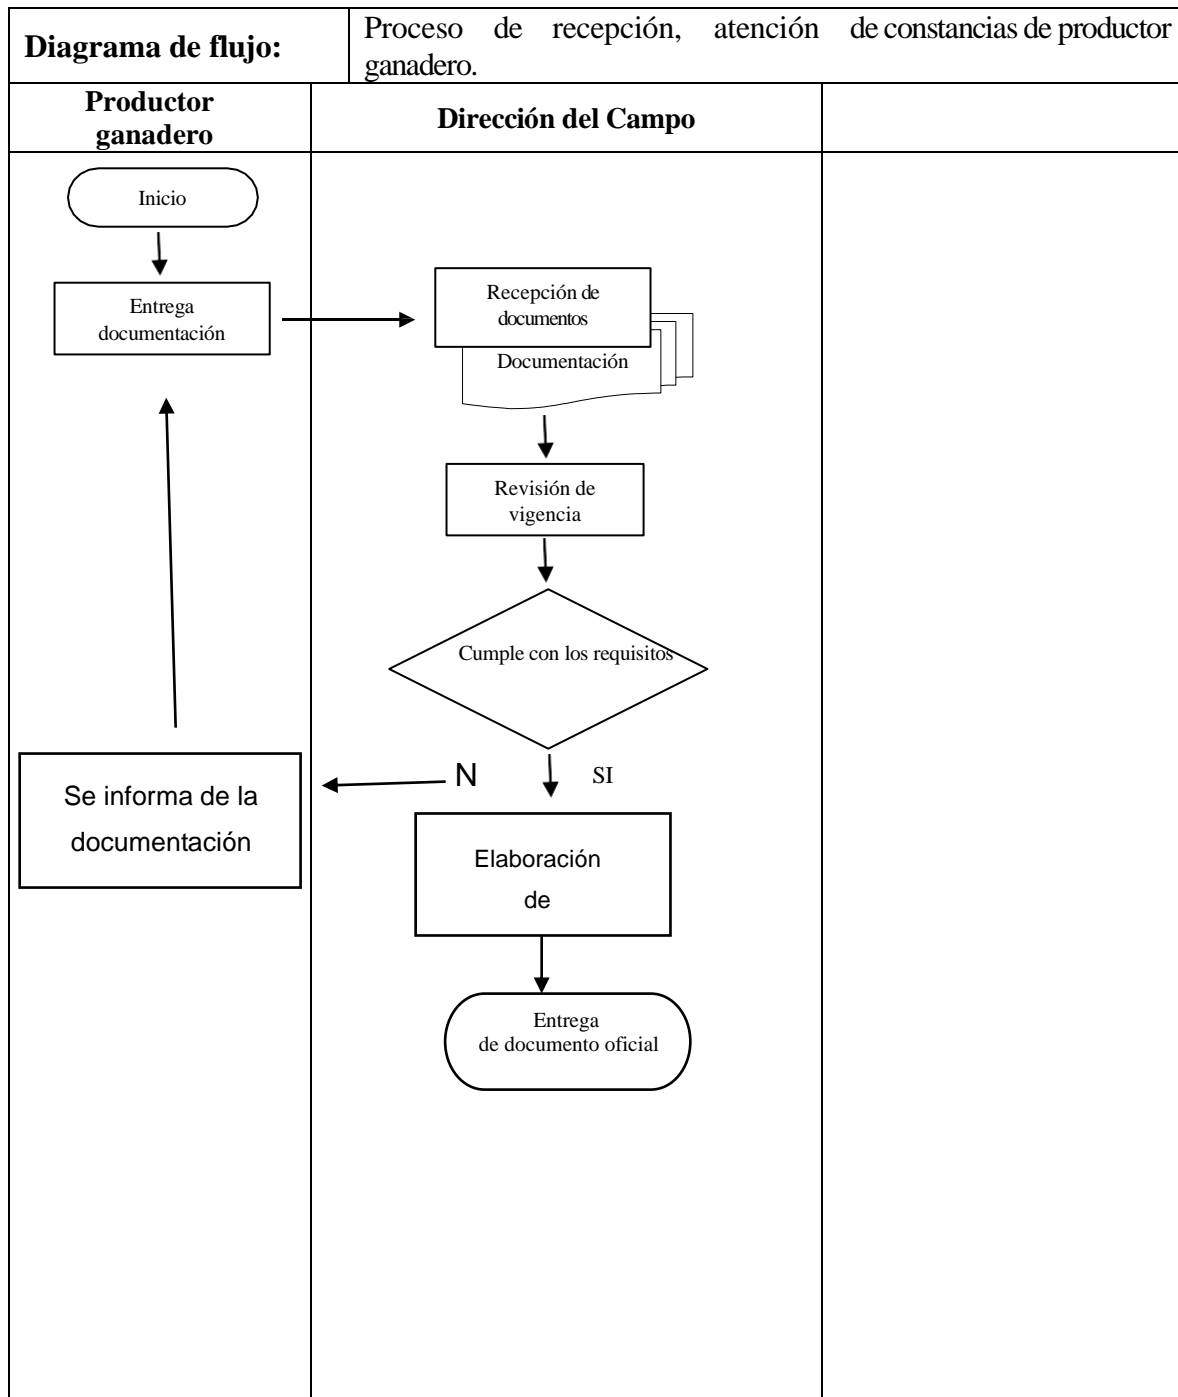 Diagrama de flujo:
Proceso de recepción, atención de constancias de productor
ganadero.
Productor
ganadero
Dirección del Campo
Inicio
Entrega
documentación
Recepción de
documentos
Documentación
Revisión de
vigencia
Cumple con los requisitos
N
SI
Se informa de la
documentación
Elaboración
de
Entrega
de documento oficial